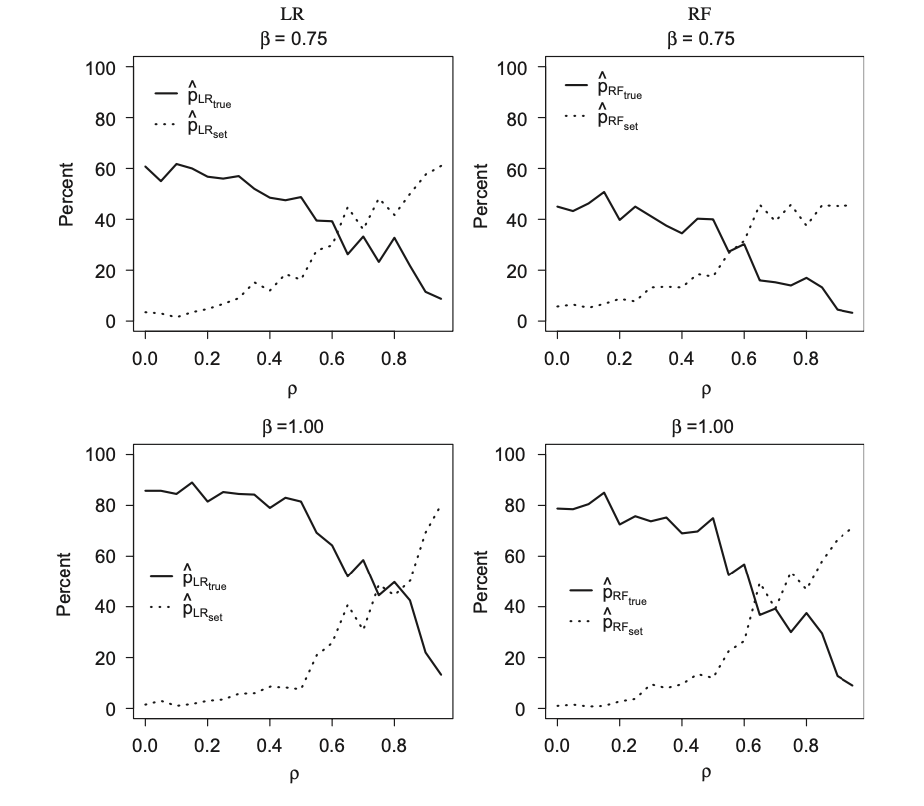 LR
β = 0.75
100
80
60
40
20
0
Percent
p̂LRtrue
p̂LRset
0.0 0.2 0.4 0.6 0.8
ρ
RF
β = 0.75
100
80
60
40
20
0
Percent
p̂RFtrue
p̂RFset
0.0 0.2 0.4 0.6 0.8
ρ
β =1.00
100
80
60
40
20
0
Percent
p̂LRtrue
p̂LRset
0.0 0.2 0.4 0.6 0.8
ρ
β =1.00
100
80
60
40
20
0
Percent
p̂RFtrue
p̂RFset
0.0 0.2 0.4 0.6 0.8
ρ